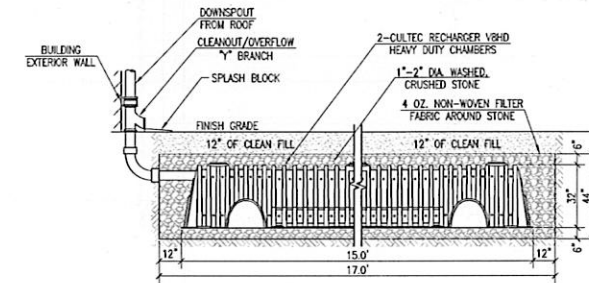 DOWNSPOUT
FROM ROOF
CLEANOUT/OVERFLOW
"Y" BRANCH
BUILDING
EXTERIOR WALL
SPLASH BLOCK
2-CULTEC RECHARGER V8HD
HEAVY DUTY CHAMBERS
1"-2" DIA. WASHED,
CRUSHED STONE
4 OZ. NON-WOVEN FILTER
FABRIC AROUND STONE
FINISH GRADE
12" OF CLEAN FILL
12" OF CLEAN FILL
6"
32"
44"
6"
12"
15.0'
12"
17.0'